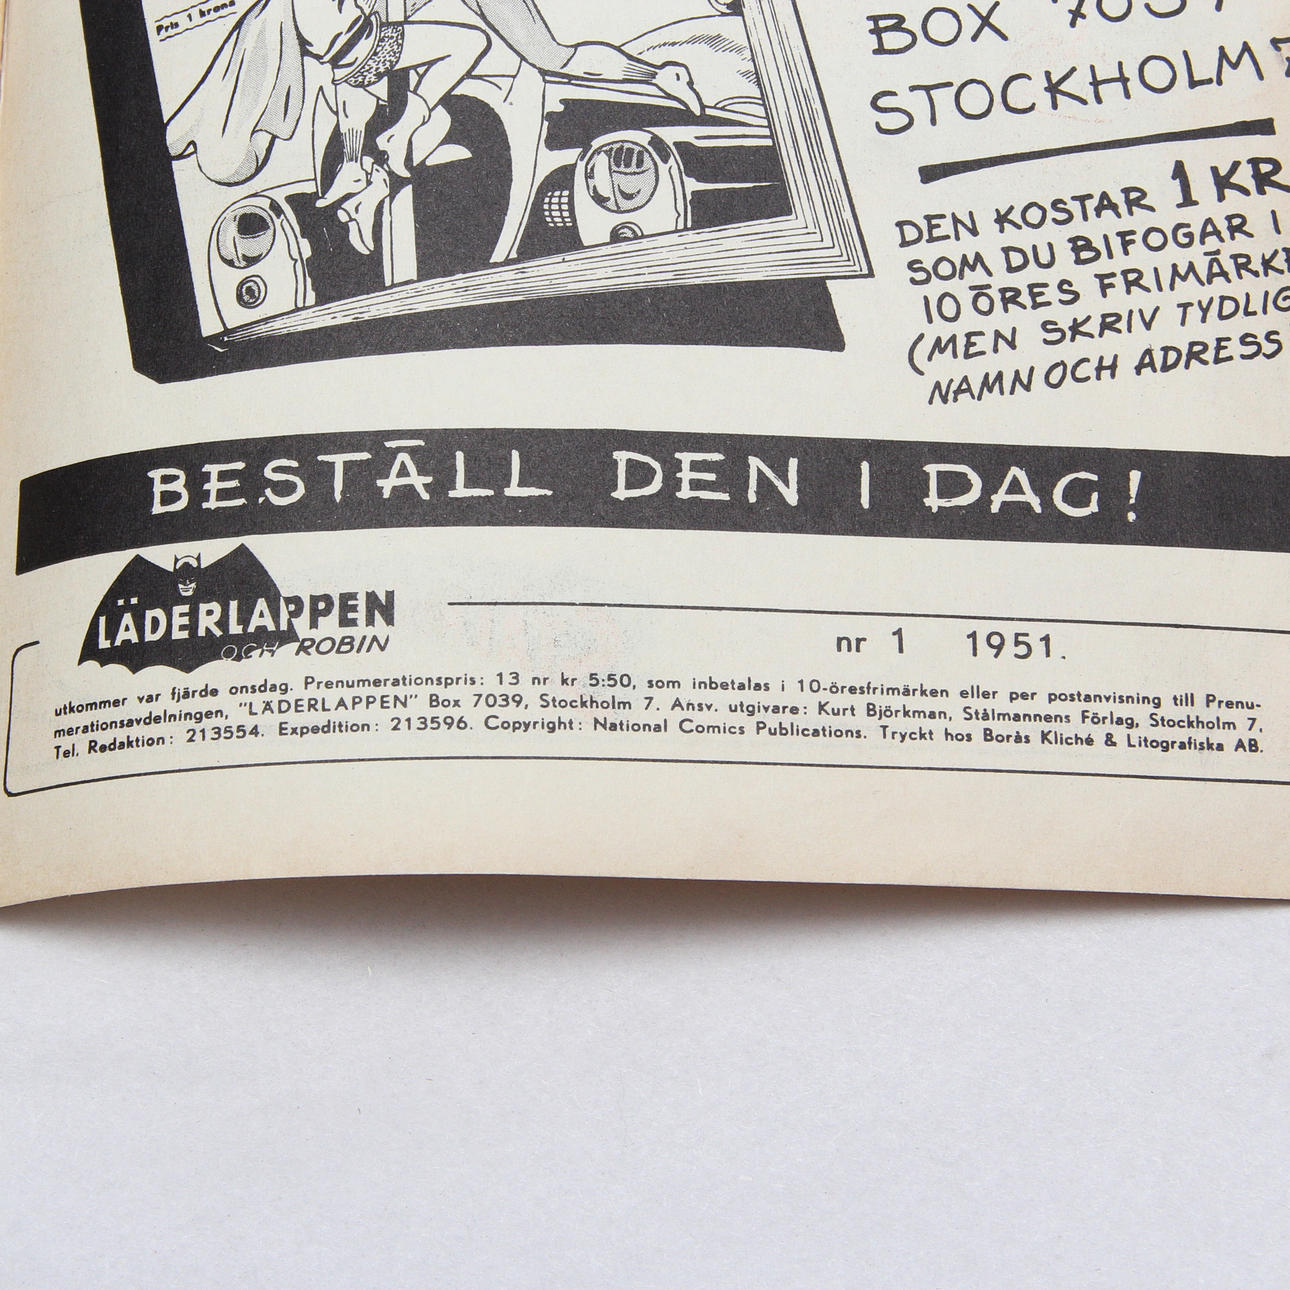 Pris 1 krona
BOX
STOCKHOLM 7
DEN KOSTAR 1 KR
SOM DU BIFOGAR I
10 ÖRES FRIMÄRKE
(MEN SKRIV TYDLIG
NAMN OCH ADRESS
BESTÄLL DEN I DAG!
LÄDERLAPPEN
OCH ROBIN
nr 1 1951.
utkommer var fjärde onsdag. Prenumerationspris: 13 nr kr 5:50, som inbetalas i 10-öresfrimärken eller per postanvisning till Prenu-
merationsavdelningen, "LÄDERLAPPEN" Box 7039, Stockholm 7. Ansv. utgivare: Kurt Björkman, Stålmannens Förlag, Stockholm 7.
Tel. Redaktion: 213554. Expedition: 213596. Copyright: National Comics Publications. Tryckt hos Borås Kliché & Litografiska AB.